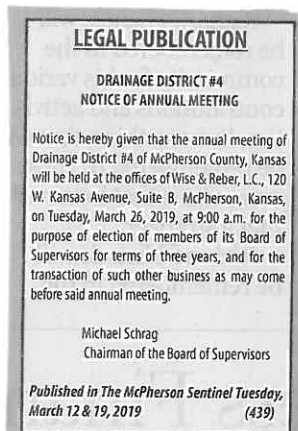 LEGAL PUBLICATION
DRAINAGE DISTRICT #4
NOTICE OF ANNUAL MEETING
Notice is hereby given that the annual meeting of
Drainage District #4 of McPherson County, Kansas
will be held at the offices of Wise & Reber, L.C., 120
W. Kansas Avenue, Suite B, McPherson, Kansas,
on Tuesday, March 26, 2019, at 9:00 a.m. for the
purpose of election of members of its Board of
Supervisors for terms of three years, and for the
transaction of such other business as may come
before said annual meeting.
Michael Schrag
Chairman of the Board of Supervisors
Published in The McPherson Sentinel Tuesday,
March 12 & 19, 2019 (439)